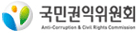 국민권익위원회
Anti-Corruption & Civil Rights Commission